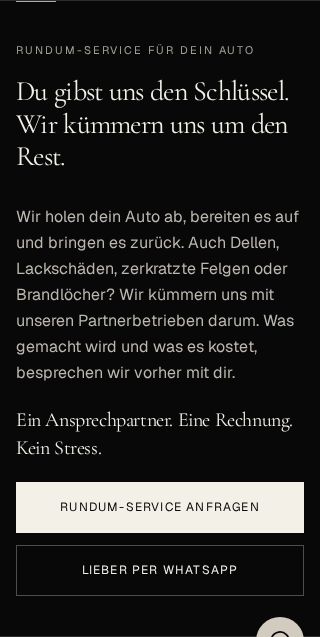 RUNDUM-SERVICE FÜR DEIN AUTO
Du gibst uns den Schlüssel.
Wir kümmern uns um den
Rest.
Wir holen dein Auto ab, bereiten es auf
und bringen es zurück. Auch Dellen,
Lackschäden, zerkratzte Felgen oder
Brandlöcher? Wir kümmern uns mit
unseren Partnerbetrieben darum. Was
gemacht wird und was es kostet,
besprechen wir vorher mit dir.
Ein Ansprechpartner. Eine Rechnung.
Kein Stress.
RUNDUM-SERVICE ANFRAGEN
LIEBER PER WHATSAPP